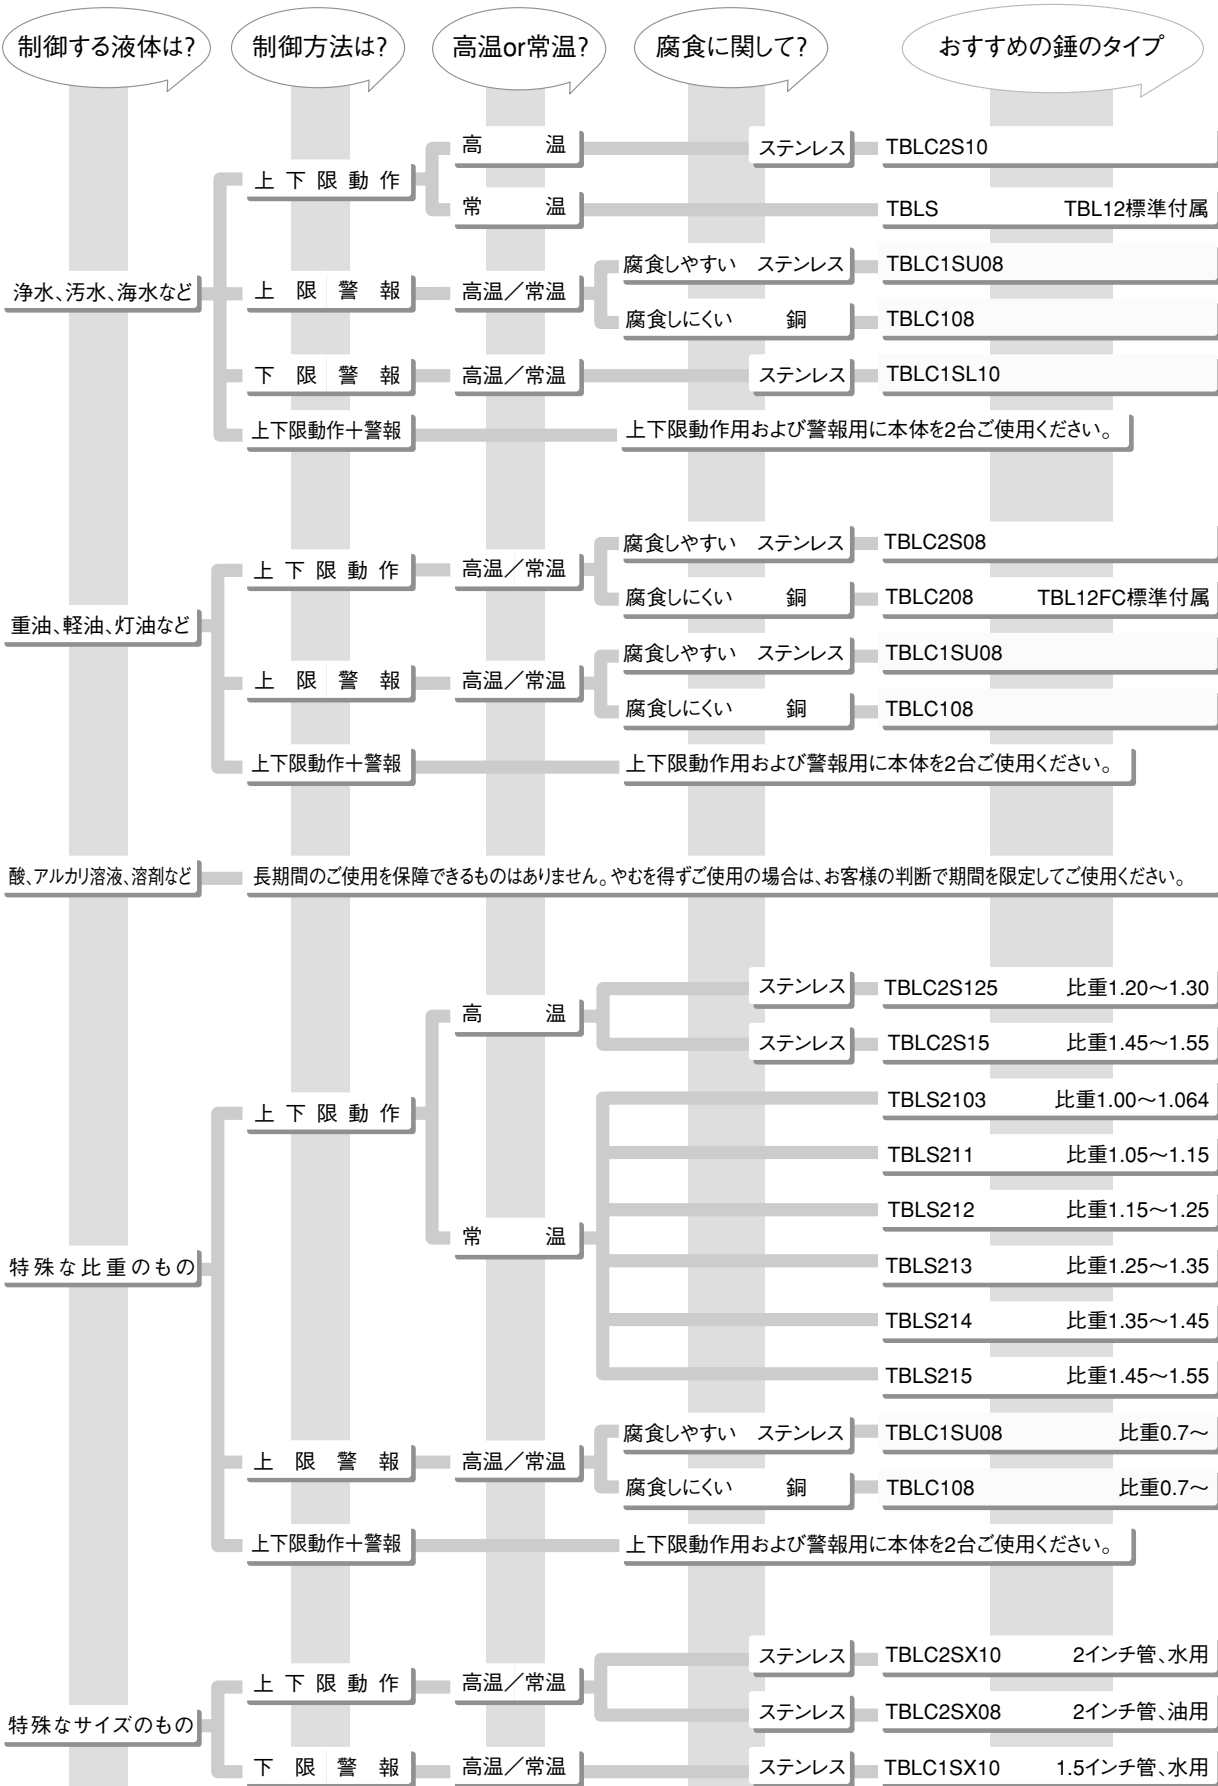 制御する液体は? 制御方法は? 高温or常温? 腐食に関して? おすすめの錘のタイプ
高温 ステンレス TBLC2S10
上下限動作
常温 TBLS TBL12標準付属
腐食しやすい ステンレス TBLC1SU08
浄水、汚水、海水など 上限警報 高温／常温
腐食しにくい 銅 TBLC108
下限警報 高温／常温 ステンレス TBLC1SL10
上下限動作＋警報 上下限動作用および警報用に本体を2台ご使用ください。
腐食しやすい ステンレス TBLC2S08
上下限動作 高温／常温
腐食しにくい 銅 TBLC208 TBL12FC標準付属
重油、軽油、灯油など
腐食しやすい ステンレス TBLC1SU08
上限警報 高温／常温
腐食しにくい 銅 TBLC108
上下限動作＋警報 上下限動作用および警報用に本体を2台ご使用ください。
酸、アルカリ溶液、溶剤など 長期間のご使用を保障できるものはありません。やむを得ずご使用の場合は、お客様の判断で期間を限定してご使用ください。
ステンレス TBLC2S125 比重1.20～1.30
高温
ステンレス TBLC2S15 比重1.45～1.55
TBLS2103 比重1.00～1.064
上下限動作
TBLS211 比重1.05～1.15
TBLS212 比重1.15～1.25
常温
TBLS213 比重1.25～1.35
特殊な比重のもの
TBLS214 比重1.35～1.45
TBLS215 比重1.45～1.55
腐食しやすい ステンレス TBLC1SU08 比重0.7～
上限警報 高温／常温
腐食しにくい 銅 TBLC108 比重0.7～
上下限動作＋警報 上下限動作用および警報用に本体を2台ご使用ください。
ステンレス TBLC2SX10 2インチ管、水用
上下限動作 高温／常温
ステンレス TBLC2SX08 2インチ管、油用
特殊なサイズのもの
下限警報 高温／常温 ステンレス TBLC1SX10 1.5インチ管、水用